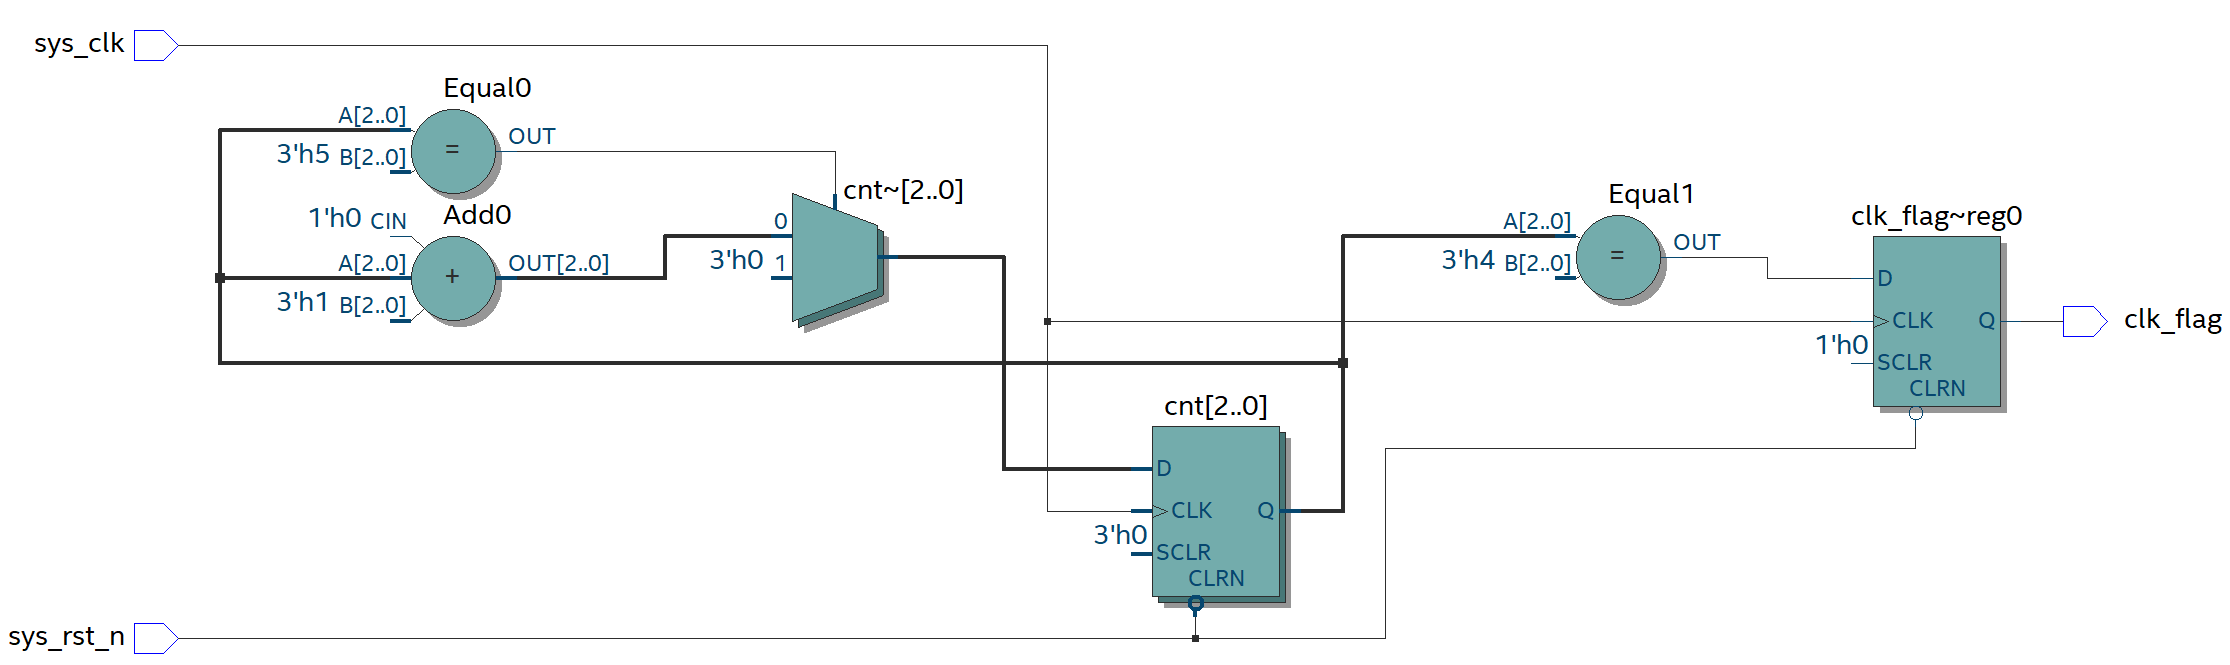 sys_clk
Equal0
A[2..0]
=
OUT
3'h5 B[2..0]
1'h0 CIN
Add0
A[2..0]
+
OUT[2..0]
3'h1 B[2..0]
cnt~[2..0]
0
3'h0 1
Equal1
A[2..0]
=
OUT
3'h4 B[2..0]
clk_flag~reg0
D
CLK Q
1'h0
SCLR
CLRN
clk_flag
cnt[2..0]
D
CLK Q
3'h0
SCLR
CLRN
sys_rst_n